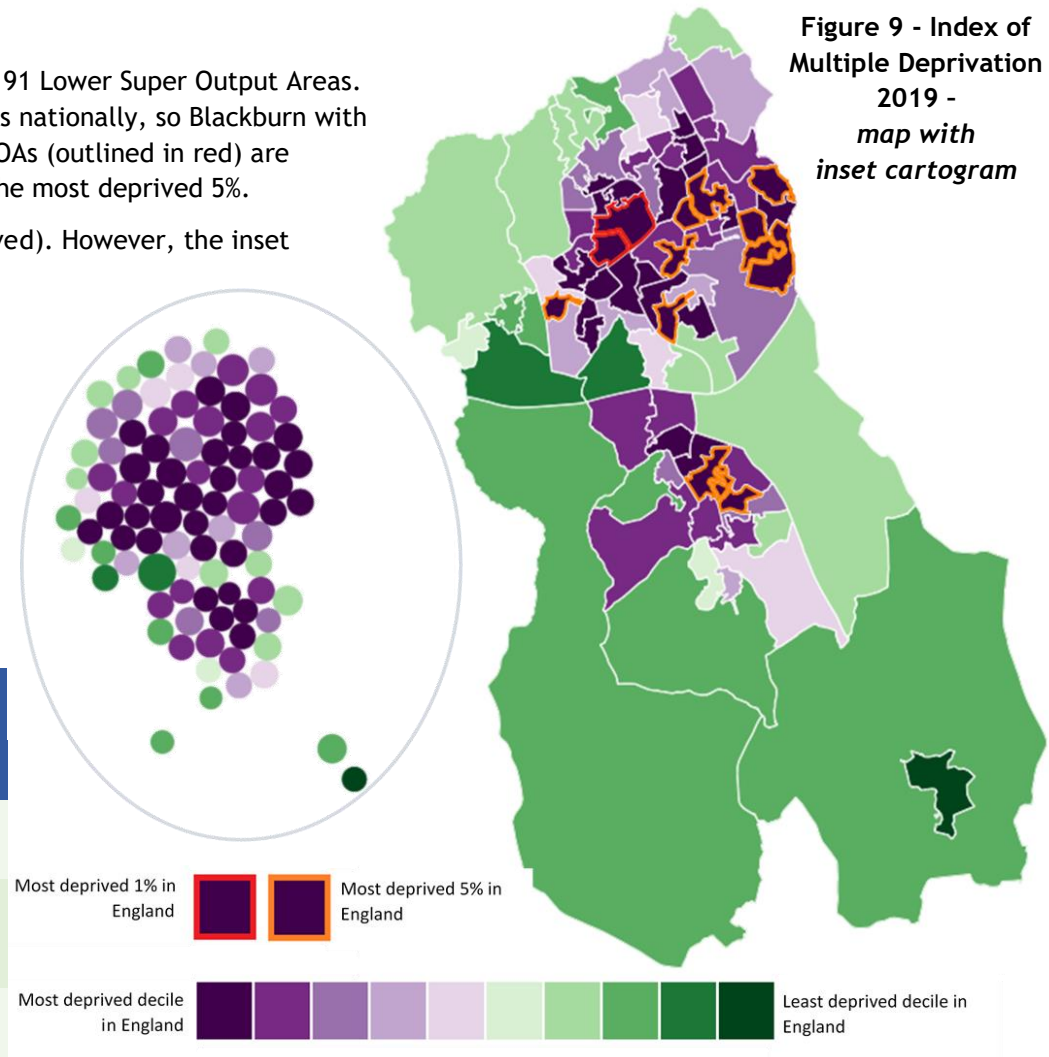 Figure 9 - Index of
Multiple Deprivation
2019 –
map with
inset cartogram
91 Lower Super Output Areas.
s nationally, so Blackburn with
OAs (outlined in red) are
ne most deprived 5%.
ved). However, the inset
Most deprived 1% in
England
Most deprived 5% in
England
Most deprived decile
in England
Least deprived decile in
England